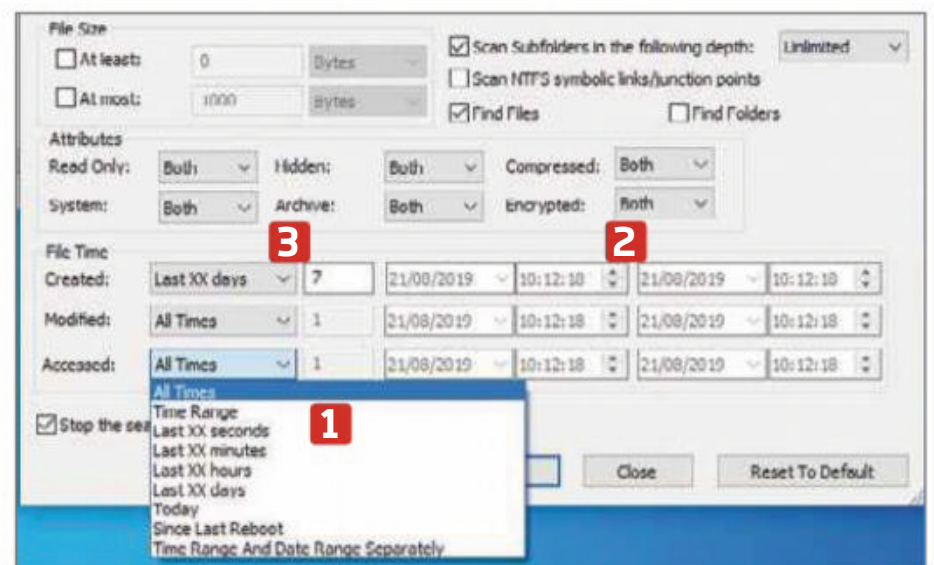 File Size
At least: 0 Bytes
Scan Subfolders in the following depth: Unlimited
Scan NTFS symbolic links/junction points
At most: 1000 Bytes
Find Files Find Folders
Attributes
Read Only: Both Hidden: Both Compressed: Both
System: Both Archive: Both Encrypted: Both
3 2
File Time
Created: Last XX days 7 21/08/2019 10:12:18 21/08/2019 10:12:18
Modified: All Times 1 21/08/2019 10:12:18 21/08/2019 10:12:18
Accessed: All Times 1 21/08/2019 10:12:18 21/08/2019 10:12:18
All Times
Time Range
1
Stop the sea
Last XX seconds
Last XX minutes
Last XX hours
Last XX days
Close Reset To Default
Today
Since Last Reboot
Time Range And Date Range Separately